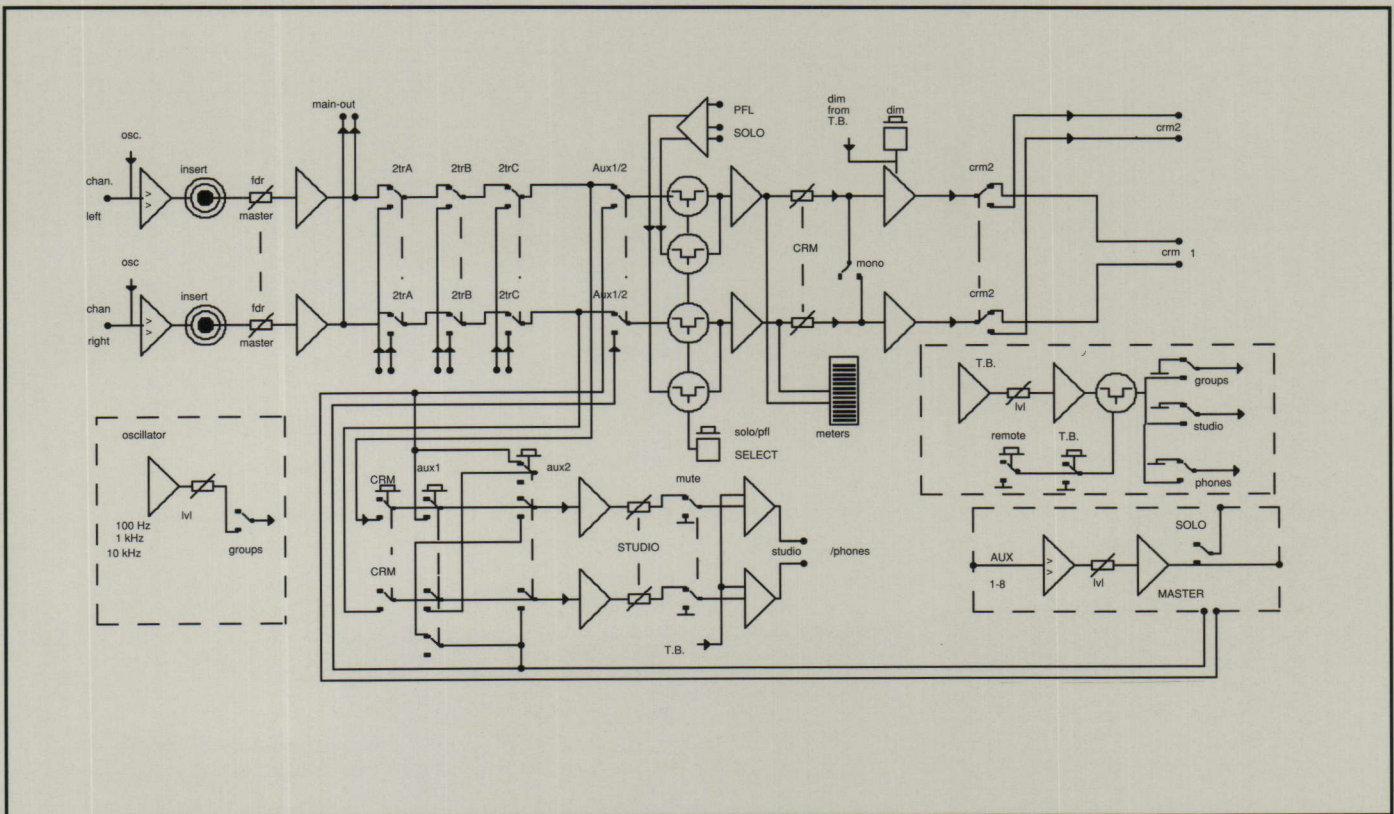 main-out
PFL
SOLO
dim
from
T.B.
dim
crm2
osc.
chan.
left
insert
fdr
master
2trA
2trB
2trC
Aux1/2
crm2
CRM
mono
crm 1
osc
chan
right
insert
fdr
master
2trA
2trB
2trC
Aux1/2
crm2
meters
solo/pfl
SELECT
T.B.
lvl
groups
studio
phones
remote
T.B.
oscillator
lvl
100 Hz
1 kHz
10 kHz
groups
CRM
aux1
aux2
mute
STUDIO
studio /phones
CRM
T.B.
SOLO
AUX
1-8
lvl
MASTER